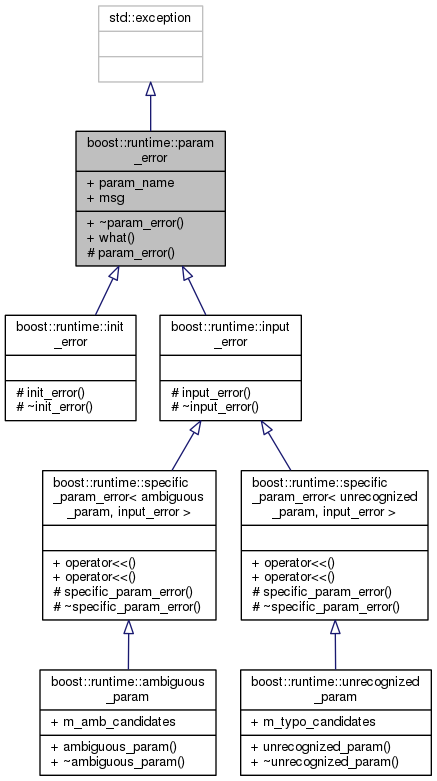 std::exception
boost::runtime::param
_error
+ param_name
+ msg
+ ~param_error()
+ what()
# param_error()
boost::runtime::init
_error
# init_error()
# ~init_error()
boost::runtime::input
_error
# input_error()
# ~input_error()
boost::runtime::specific
_param_error< ambiguous
_param, input_error >
+ operator<<()
+ operator<<()
# specific_param_error()
# ~specific_param_error()
boost::runtime::specific
_param_error< unrecognized
_param, input_error >
+ operator<<()
+ operator<<()
# specific_param_error()
# ~specific_param_error()
boost::runtime::ambiguous
_param
+ m_amb_candidates
+ ambiguous_param()
+ ~ambiguous_param()
boost::runtime::unrecognized
_param
+ m_typo_candidates
+ unrecognized_param()
+ ~unrecognized_param()